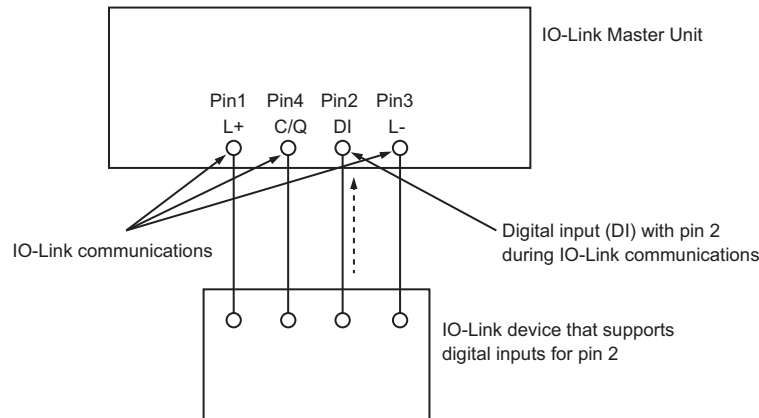 IO-Link Master Unit
Pin1 Pin4 Pin2 Pin3
L+ C/Q DI L-
IO-Link communications
Digital input (DI) with pin 2
during IO-Link communications
IO-Link device that supports
digital inputs for pin 2